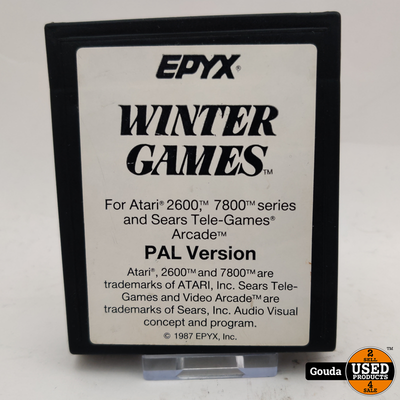 EPYX®
WINTER
GAMES™
For Atari® 2600,™ 7800™ series
and Sears Tele-Games®
Arcade™
PAL Version
Atari®, 2600™ and 7800™ are
trademarks of ATARI, Inc. Sears Tele-
Games and Video Arcade™ are
trademarks of Sears, Inc. Audio Visual
concept and program.
© 1987 EPYX, Inc.
Gouda
2
SELL
USED
PRODUCTS
4
SALE
™